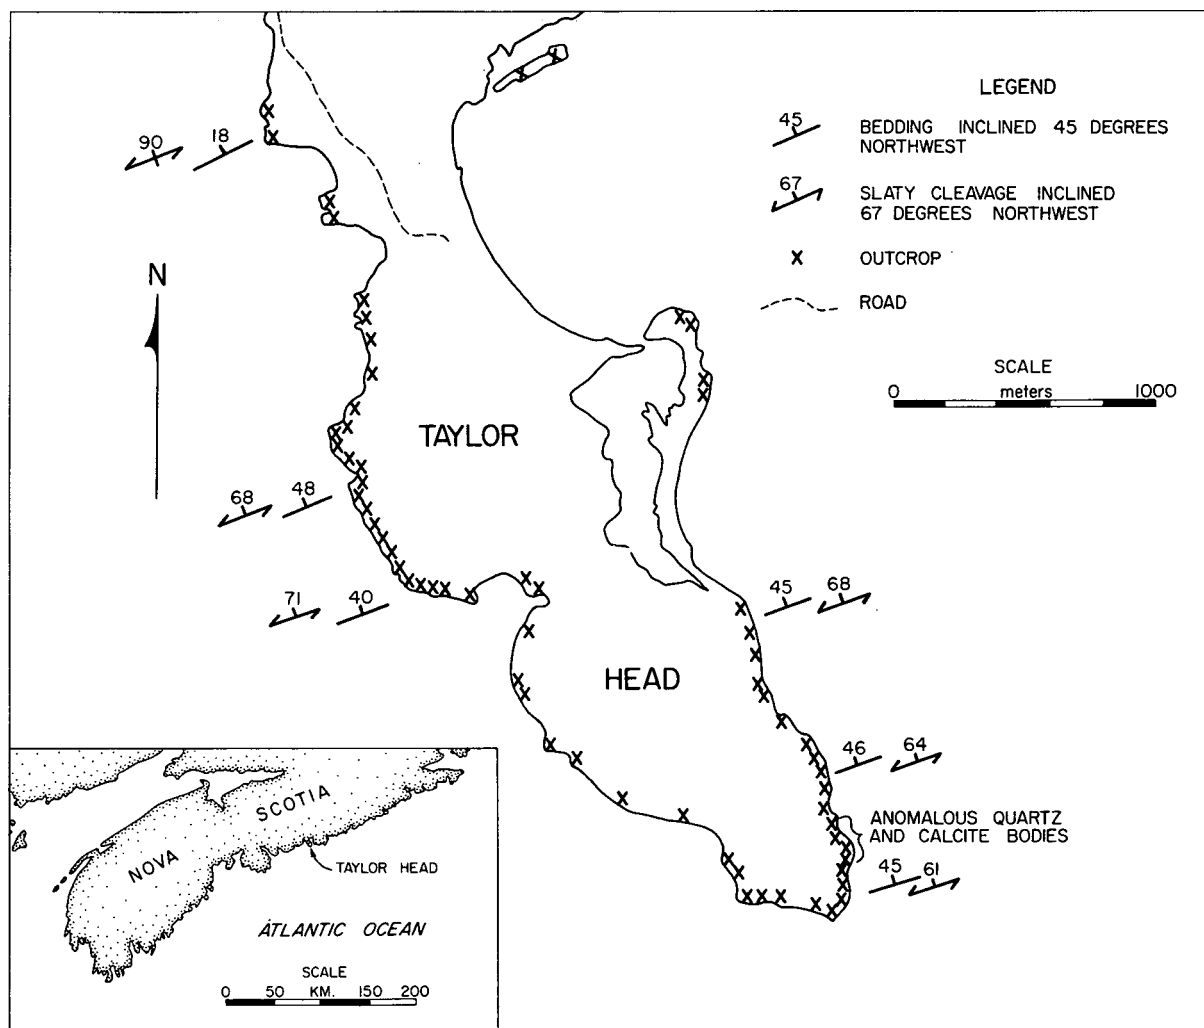 LEGEND
45
BEDDING INCLINED 45 DEGREES
NORTHWEST
67
SLATY CLEAVAGE INCLINED
67 DEGREES NORTHWEST
X OUTCROP
ROAD
90 18
N
SCALE
0 meters 1000
TAYLOR
68 48
71 40
45 68
HEAD
46 64
ANOMALOUS QUARTZ
AND CALCITE BODIES
45 61
NOVA SCOTIA
TAYLOR HEAD
ATLANTIC OCEAN
SCALE
0 50 KM. 150 200